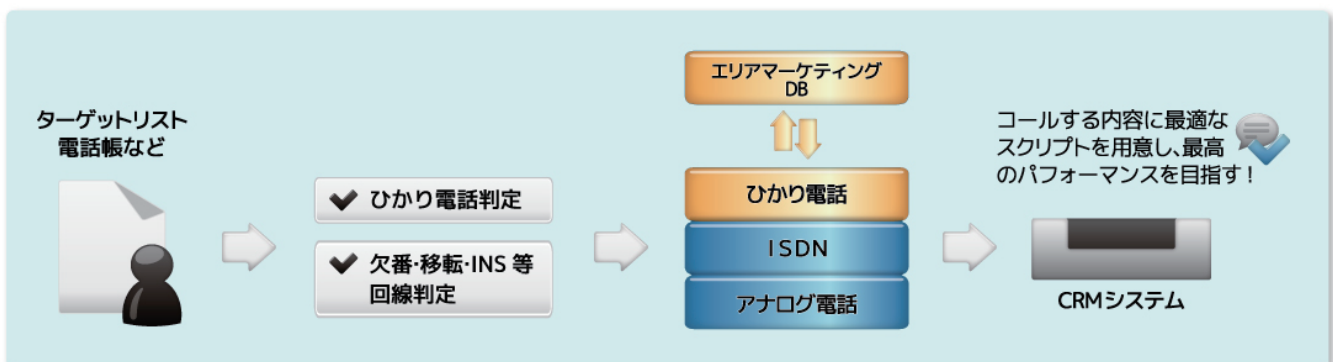 ターゲットリスト
電話帳など
ひかり電話判定
欠番・移転・INS 等
回線判定
エリアマーケティング
DB
ひかり電話
ISDN
アナログ電話
コールする内容に最適な
スクリプトを用意し、最高
のパフォーマンスを目指す!
CRMシステム